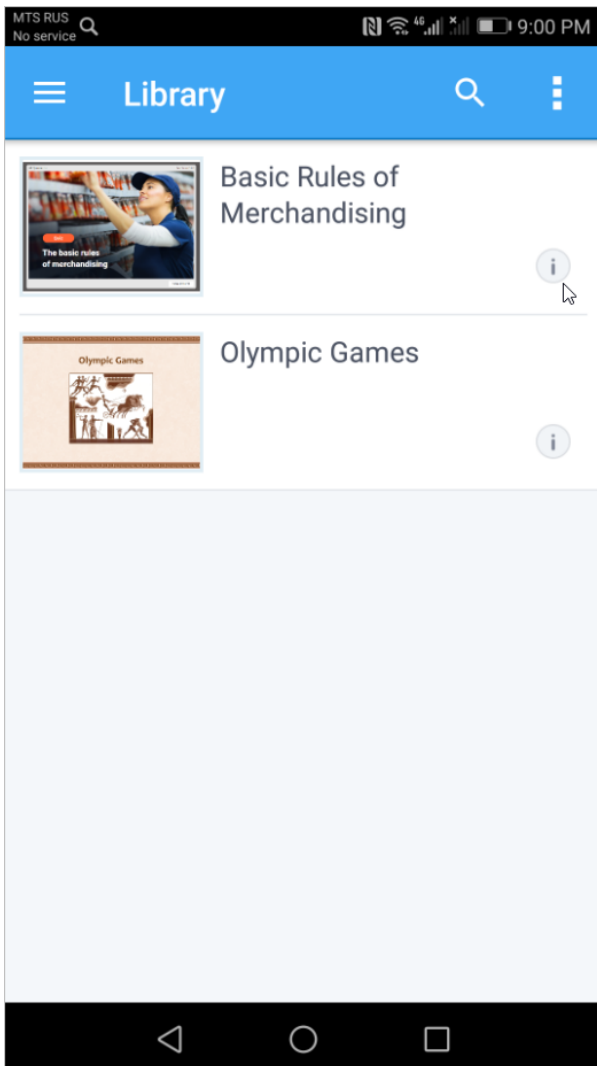 MTS RUS
No service
4G
9:00 PM
Library
Basic Rules of
Merchandising
The basic rules
of merchandising
Olympic Games
Olympic Games